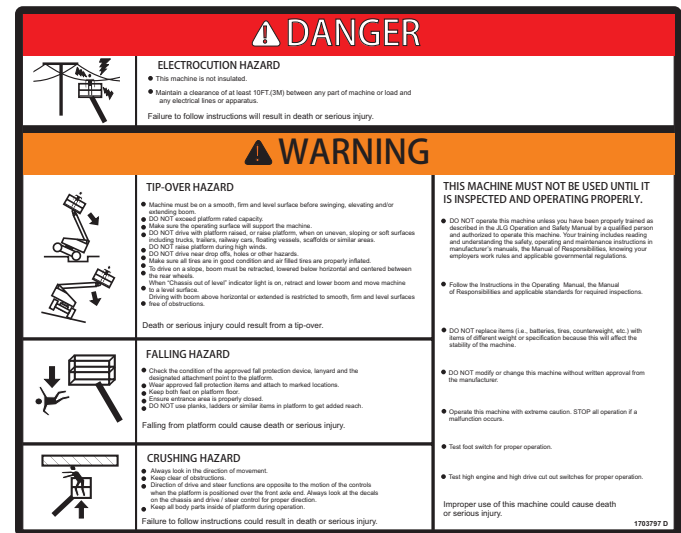 DANGER
ELECTROCUTION HAZARD
● This machine is not insulated.
● Maintain a clearance of at least 10FT.(3M) between any part of machine or load and
any electrical lines or apparatus.
Failure to follow instructions will result in death or serious injury.
WARNING
TIP-OVER HAZARD
● Machine must be on a smooth, firm and level surface before swinging, elevating and/or
extending boom.
● DO NOT exceed platform rated capacity.
● Make sure the operating surface will support the machine.
● DO NOT drive with platform raised, or raise platform, when on uneven, sloping or soft surfaces
including trucks, trailers, railway cars, floating vessels, scaffolds or similar areas.
● DO NOT raise platform during high winds.
● DO NOT drive near drop offs, holes or other hazards.
● Make sure all tires are in good condition and air filled tires are properly inflated.
● To drive on a slope, boom must be retracted, lowered below horizontal and centered between
the rear wheels.
● When "Chassis out of level" indicator light is on, retract and lower boom and move machine
to a level surface.
Driving with boom above horizontal or extended is restricted to smooth, firm and level surfaces
● free of obstructions.
Death or serious injury could result from a tip-over.
FALLING HAZARD
● Check the condition of the approved fall protection device, lanyard and the
designated attachment point to the platform.
● Wear approved fall protection items and attach to marked locations.
● Keep both feet on platform floor.
● Ensure entrance area is properly closed.
● DO NOT use planks, ladders or similar items in platform to get added reach.
Falling from platform could cause death or serious injury.
CRUSHING HAZARD
● Always look in the direction of movement.
● Keep clear of obstructions.
● Direction of drive and steer functions are opposite to the motion of the controls
when the platform is positioned over the front axle end. Always look at the decals
on the chassis and drive / steer control for proper direction.
● Keep all body parts inside of platform during operation.
Failure to follow instructions could result in death or serious injury.
THIS MACHINE MUST NOT BE USED UNTIL IT
IS INSPECTED AND OPERATING PROPERLY.
● DO NOT operate this machine unless you have been properly trained as
described in the JLG Operation and Safety Manual by a qualified person
and authorized to operate this machine. Your training includes reading
and understanding the safety, operating and maintenance instructions in
manufacturer's manuals, the Manual of Responsibilities, knowing your
employers work rules and applicable governmental regulations.
● Follow the Instructions in the Operating Manual, the Manual
of Responsibilities and applicable standards for required inspections.
● DO NOT replace items (i.e., batteries, tires, counterweight, etc.) with
items of different weight or specification because this will affect the
stability of the machine.
● DO NOT modify or change this machine without written approval from
the manufacturer.
● Operate this machine with extreme caution. STOP all operation if a
malfunction occurs.
● Test foot switch for proper operation.
● Test high engine and high drive cut out switches for proper operation.
Improper use of this machine could cause death
or serious injury.
1703797 D